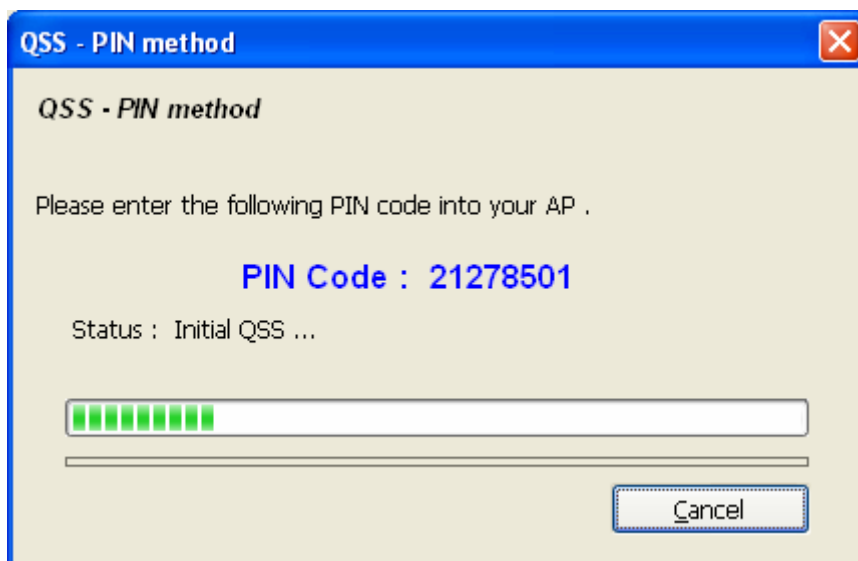 QSS - PIN method
QSS - PIN method
Please enter the following PIN code into your AP .
PIN Code :  21278501
Status :  Initial QSS ...
Cancel